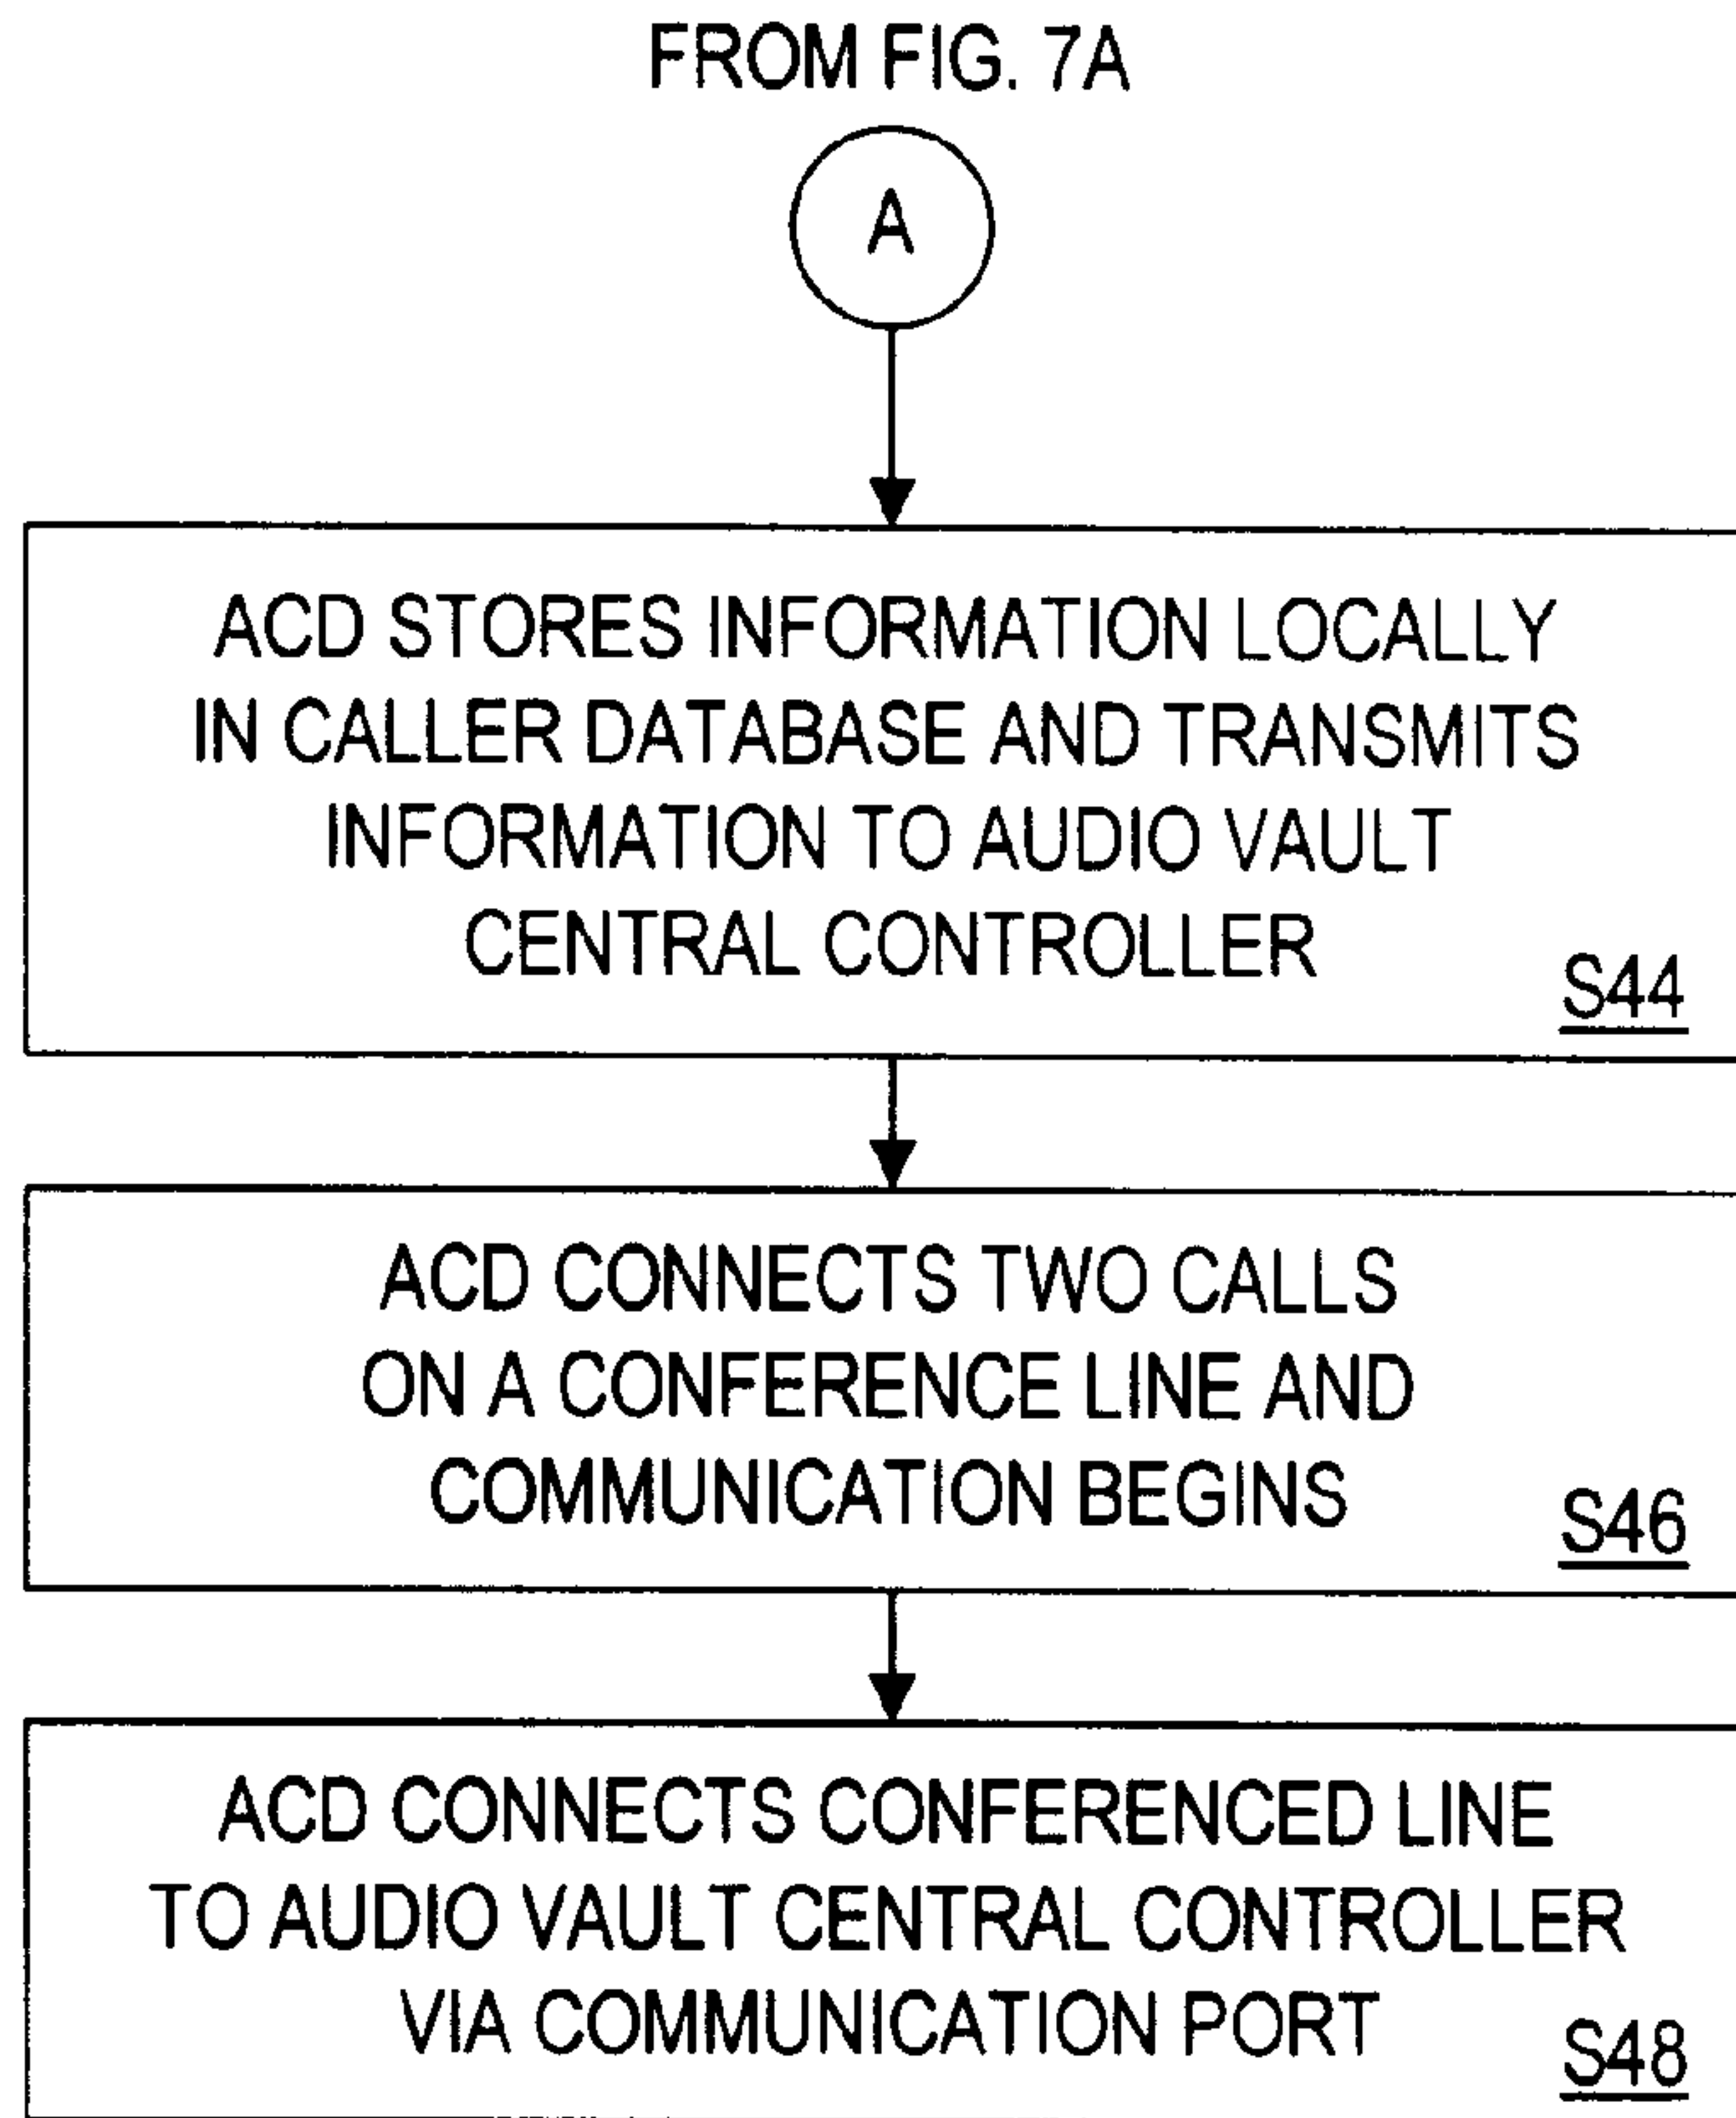 FROM FIG. 7A
A
ACD STORES INFORMATION LOCALLY
IN CALLER DATABASE AND TRANSMITS
INFORMATION TO AUDIO VAULT
CENTRAL CONTROLLER
S44
ACD CONNECTS TWO CALLS
ON A CONFERENCE LINE AND
COMMUNICATION BEGINS
S46
ACD CONNECTS CONFERENCED LINE
TO AUDIO VAULT CENTRAL CONTROLLER
VIA COMMUNICATION PORT
S48